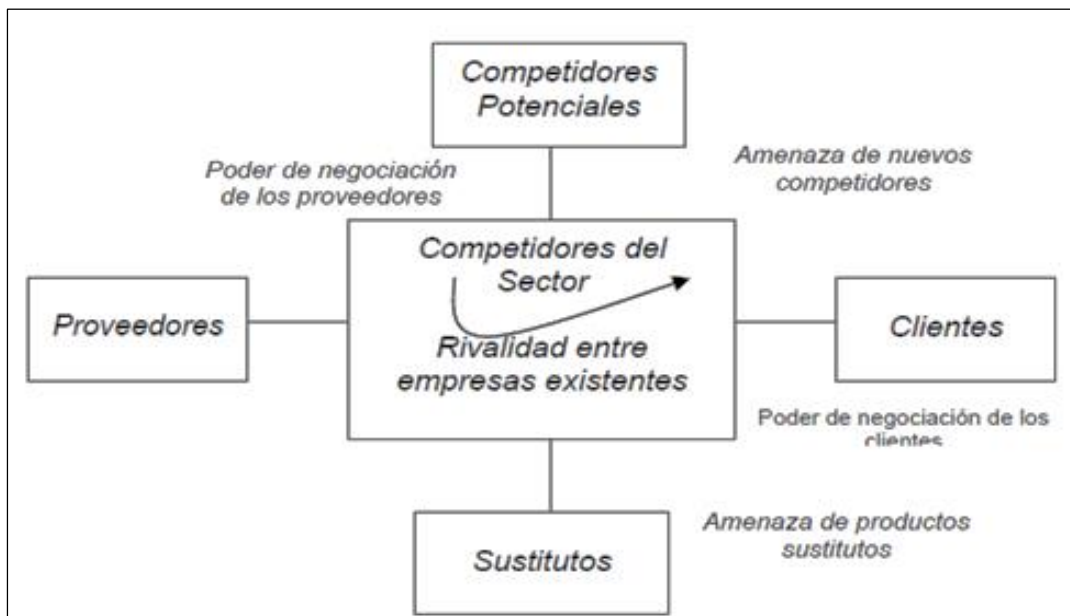 Competidores
Potenciales
Poder de negociación
de los proveedores
Amenaza de nuevos
competidores
Competidores del
Sector
Proveedores
Clientes
Rivalidad entre
empresas existentes
Poder de negociación de los
clientes
Amenaza de productos
sustitutos
Sustitutos